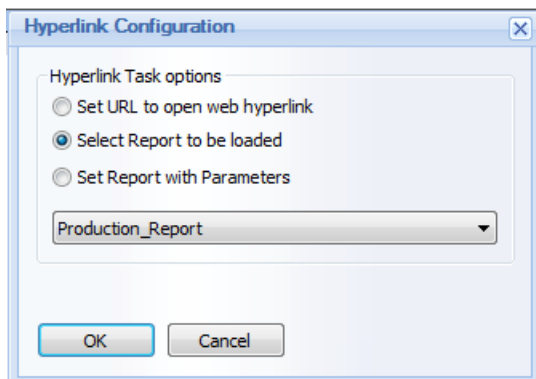 Hyperlink Configuration
Hyperlink Task options
Set URL to open web hyperlink
Select Report to be loaded
Set Report with Parameters
Production_Report
OK Cancel